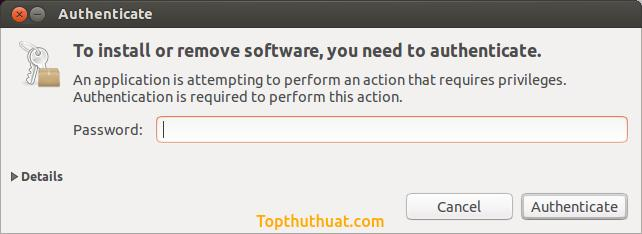 Authenticate
To install or remove software, you need to authenticate.
An application is attempting to perform an action that requires privileges.
Authentication is required to perform this action.
Password:
Details
Cancel
Authenticate
Topthuthuat.com